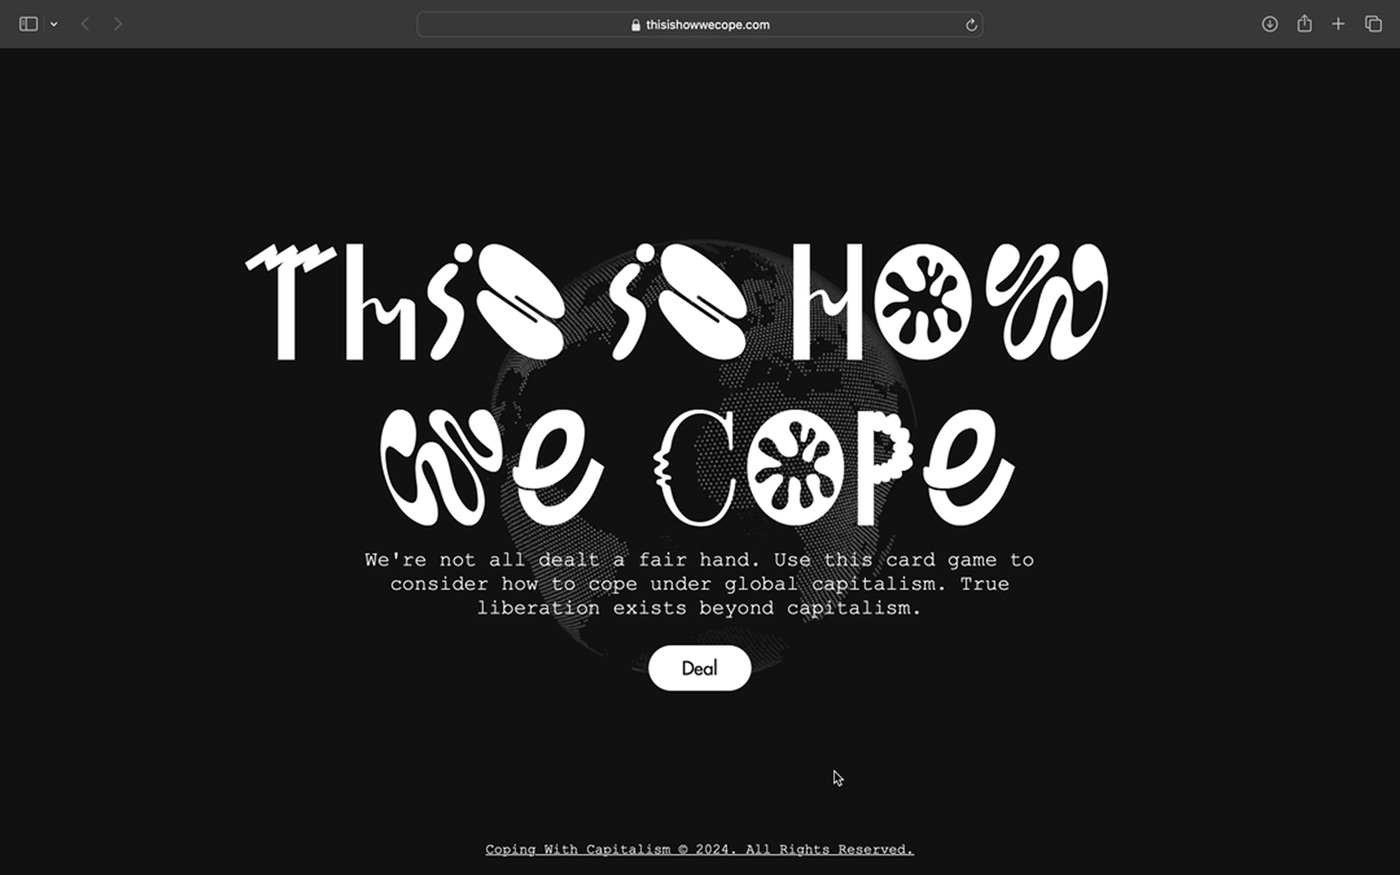 thisishowwecope.com
This is How
we Cope
We're not all dealt a fair hand. Use this card game to
consider how to cope under global capitalism. True
liberation exists beyond capitalism.
Deal
Coping With Capitalism © 2024. All Rights Reserved.